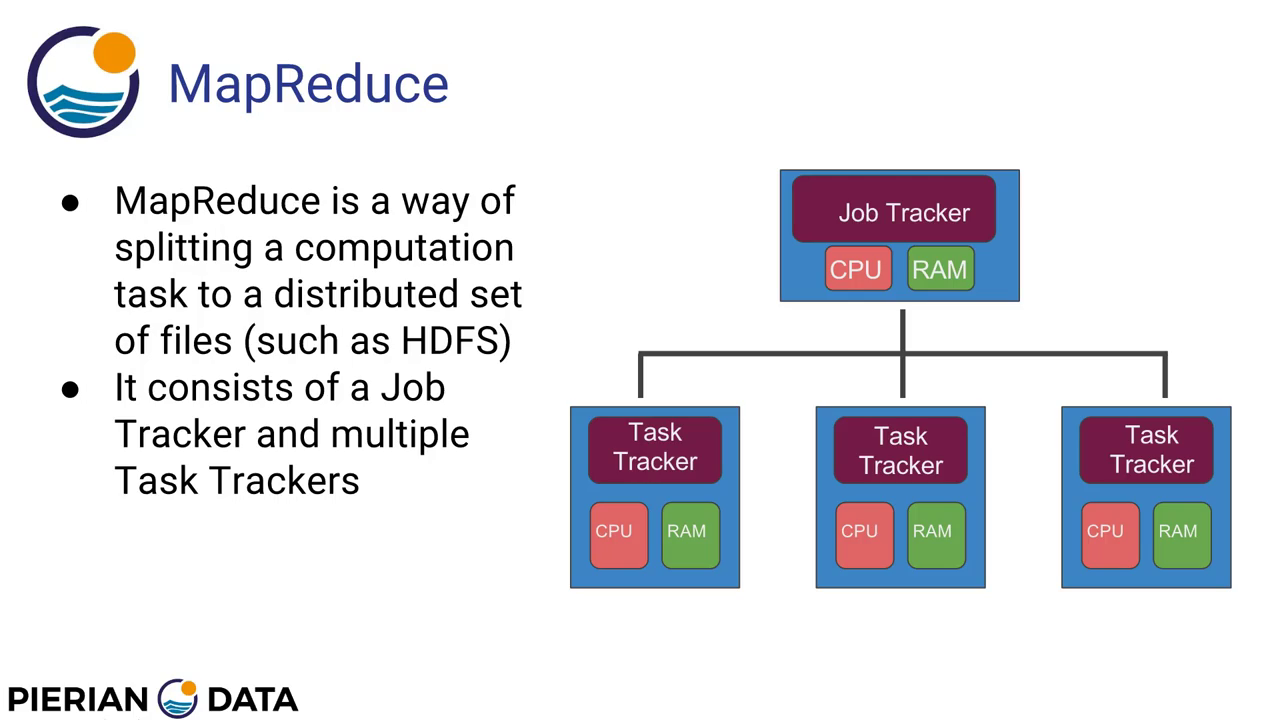 MapReduce
● MapReduce is a way of
splitting a computation
task to a distributed set
of files (such as HDFS)
● It consists of a Job
Tracker and multiple
Task Trackers
Job Tracker
CPU RAM
Task
Tracker
CPU RAM
Task
Tracker
CPU RAM
Task
Tracker
CPU RAM
PIERIAN DATA